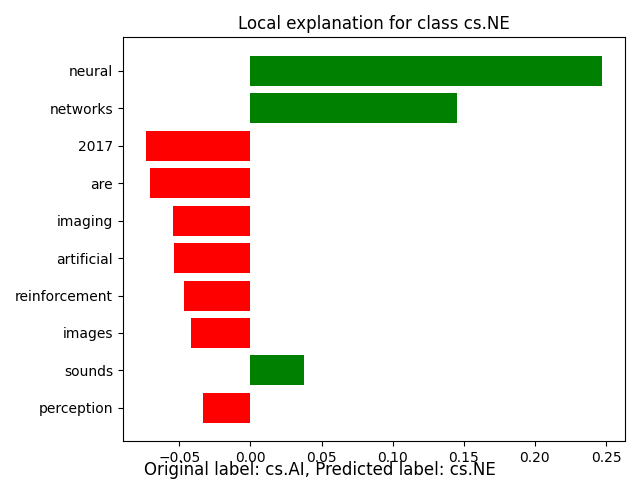 Local explanation for class cs.NE
neural
networks
2017
are
imaging
artificial
reinforcement
images
sounds
perception
−0.05 0.00 0.05 0.10 0.15 0.20 0.25
Original label: cs.AI, Predicted label: cs.NE